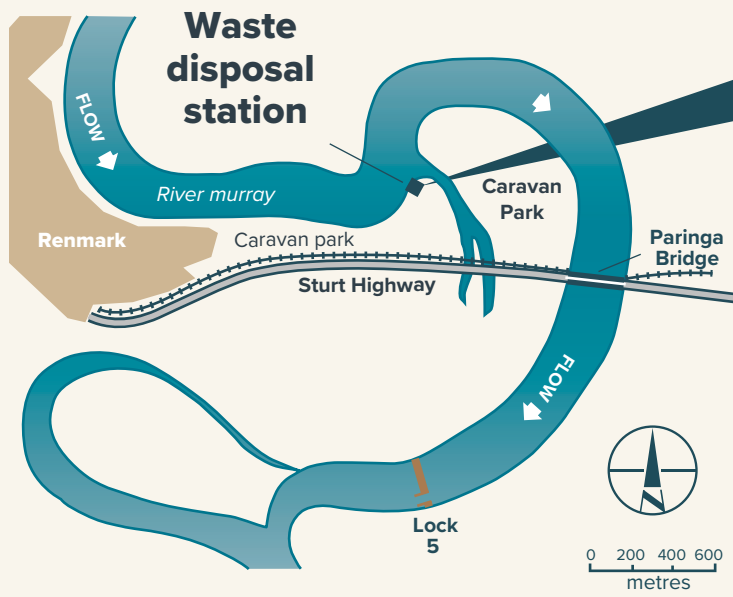 Waste
disposal
station
FLOW
River murray
Caravan
Park
Renmark
Caravan park
Paringa
Bridge
Sturt Highway
FLOW
Lock
5
0 200 400 600
metres